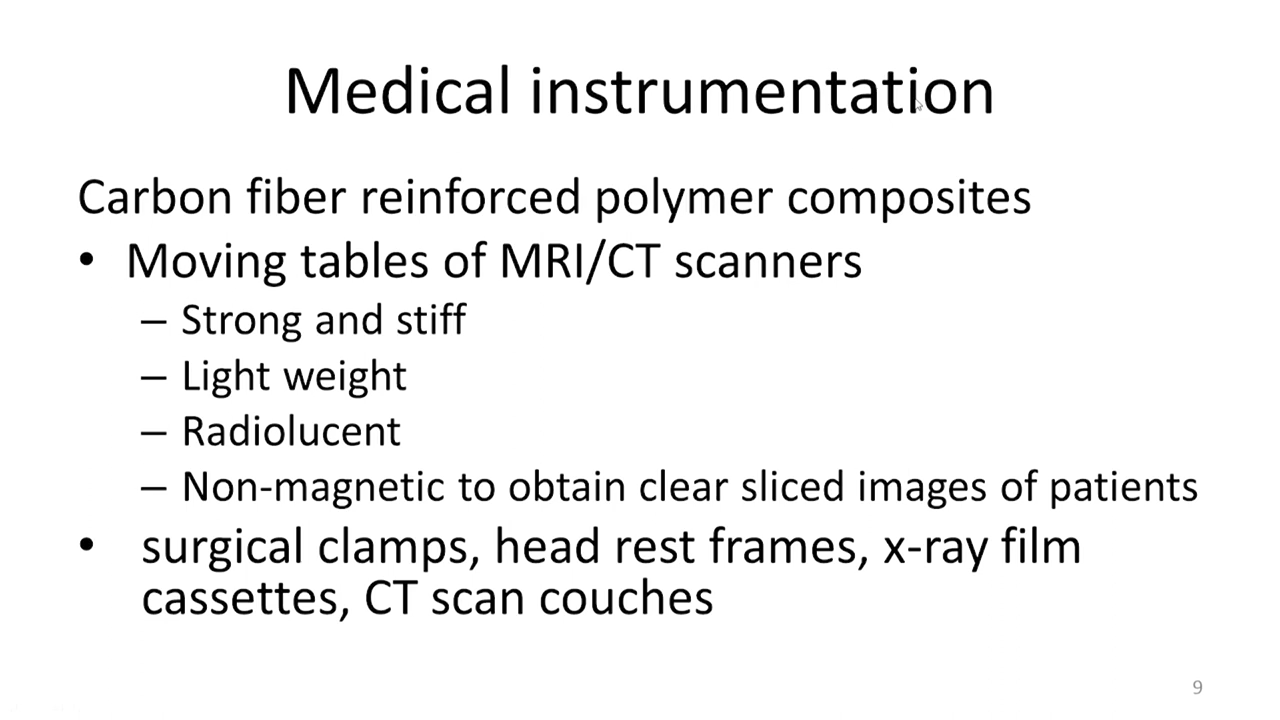 Medical instrumentation
Carbon fiber reinforced polymer composites
• Moving tables of MRI/CT scanners
– Strong and stiff
– Light weight
– Radiolucent
– Non-magnetic to obtain clear sliced images of patients
• surgical clamps, head rest frames, x-ray film
cassettes, CT scan couches
9